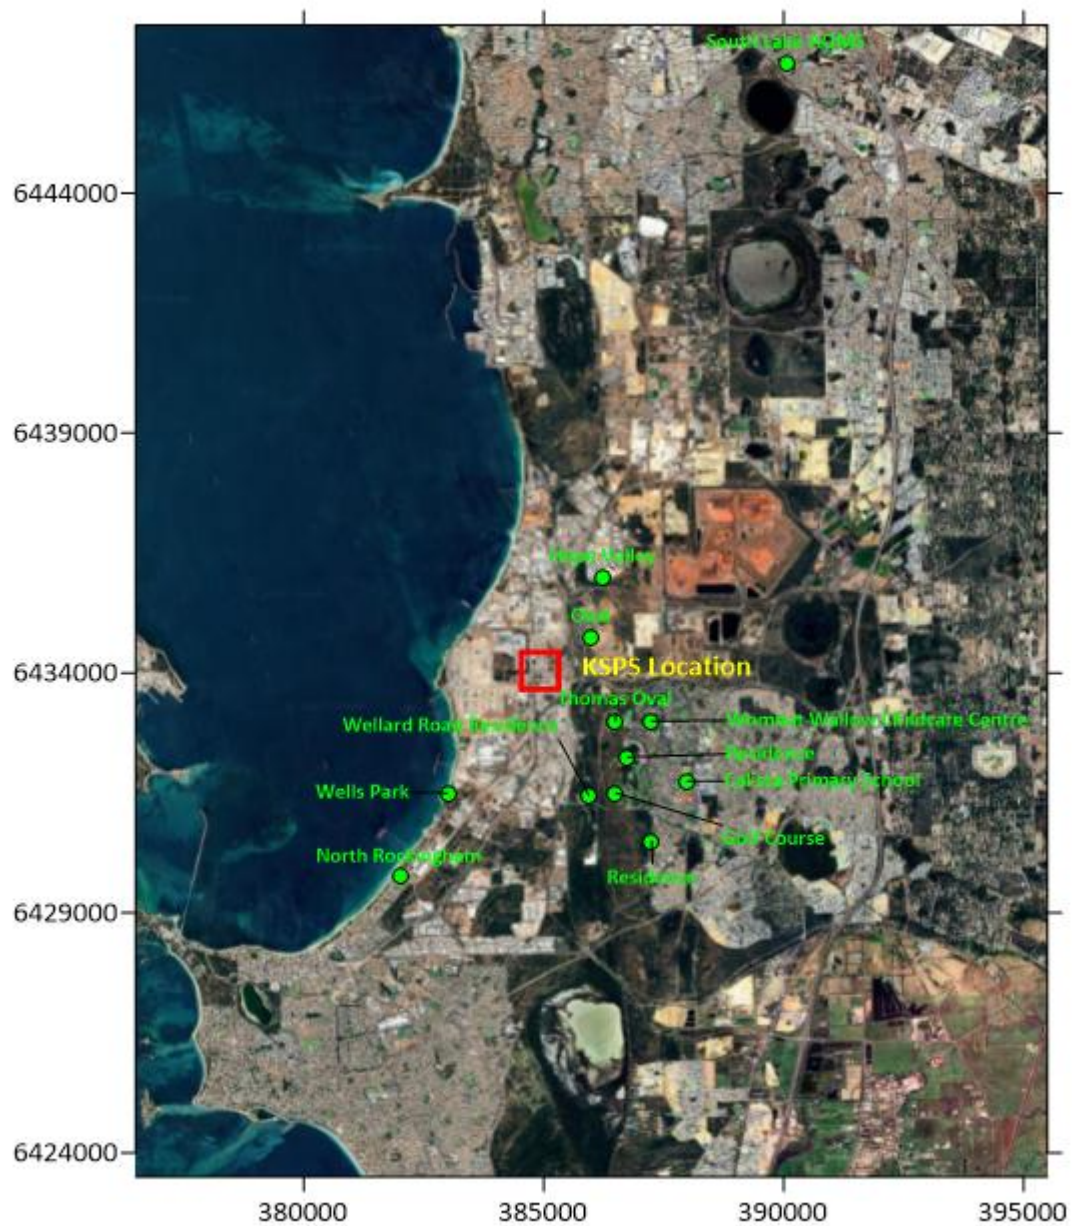 South Lake AQMS
6444000
6439000
Hope Valley
Oval
6434000
KSPS Location
Thomas Oval
Wellard Road Residence
Wombat Wallow Childcare Centre
Residence
Calista Primary School
Wells Park
Golf Course
North Rockingham
Residence
6429000
6424000
380000
385000
390000
395000